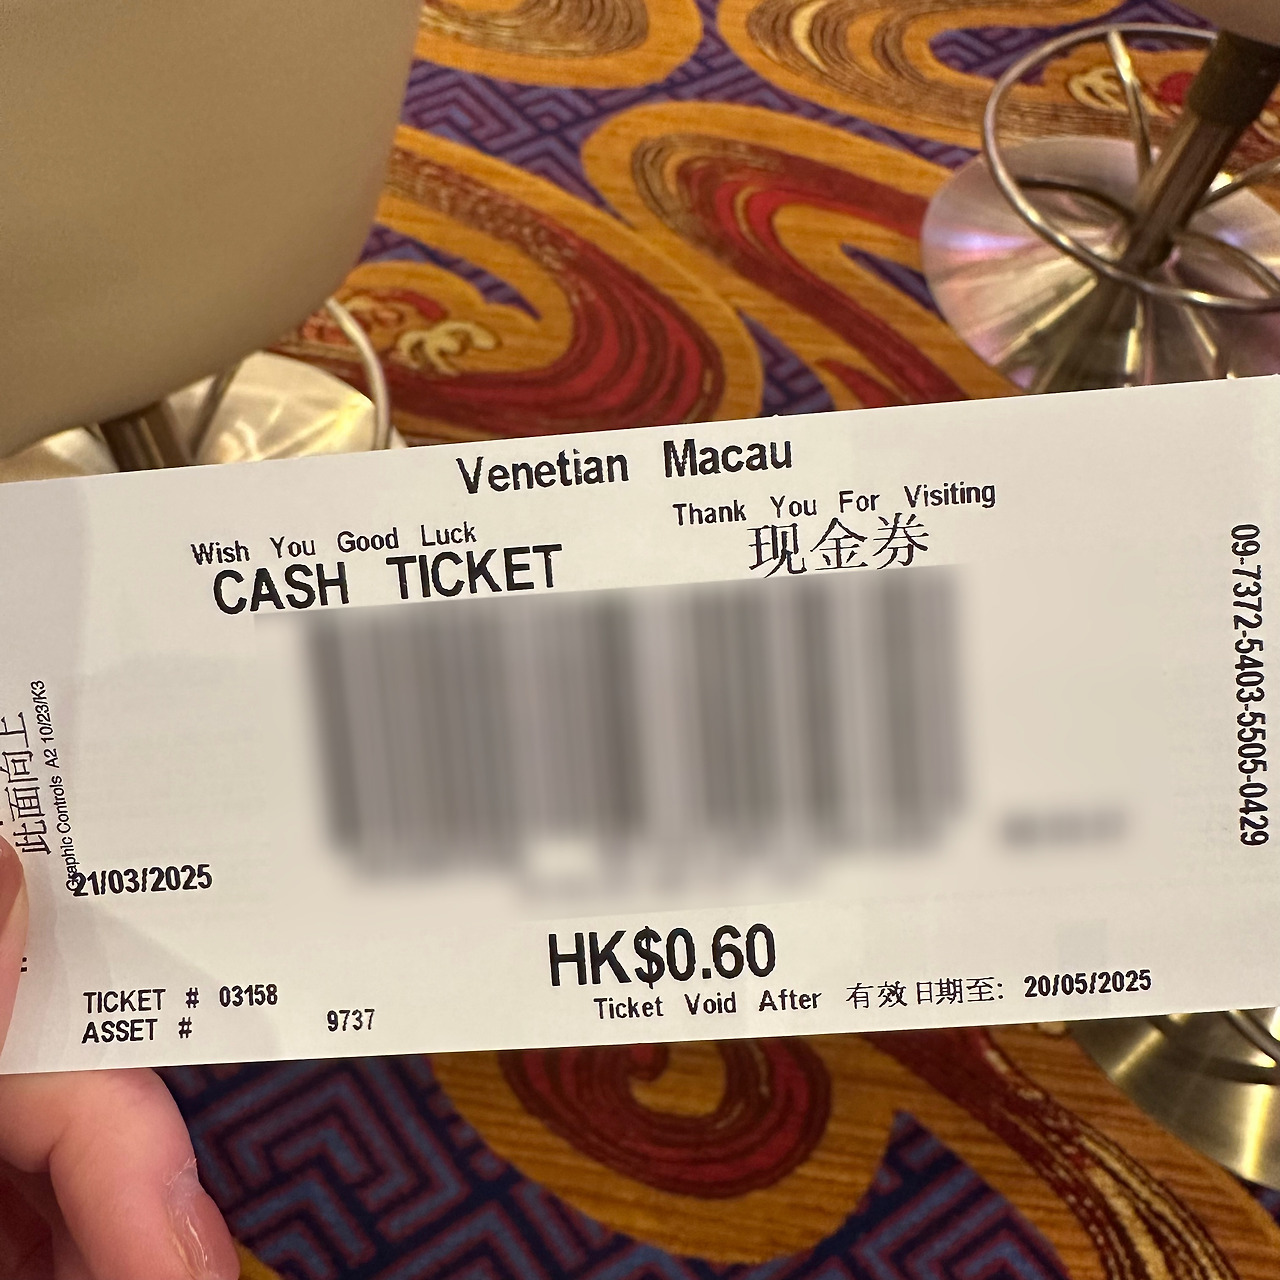 Venetian Macau
Wish You Good Luck
Thank You For Visiting
CASH TICKET
现金券
09-7372-5403-5505-0429
此面向上
Graphic Controls A2 10/23/K3
21/03/2025
HK$0.60
TICKET # 03158
Ticket Void After 有效日期至: 20/05/2025
ASSET # 9737